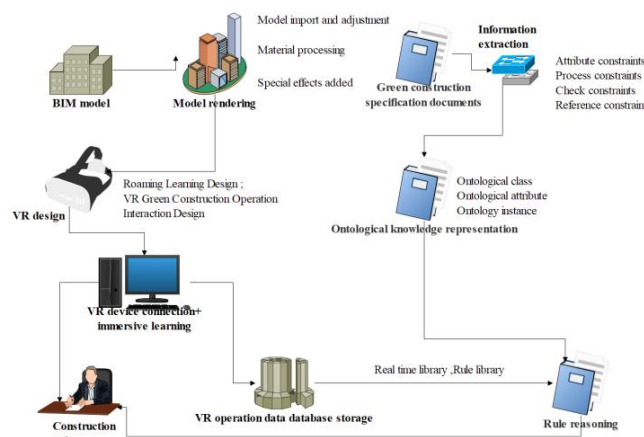 Model import and adjustment
Material processing
Special effects added
BIM model
Model rendering
Green construction
specification documents
Information
extraction
Attribute constraints
Process constraints
Check constraints
Reference constrain
Roaming Learning Design ;
VR Green Construction Operation
Interaction Design
VR design
Ontological class
Ontological attribute
Ontology instance
Ontological knowledge representation
VR device connection+
immersive learning
Real time library ,Rule library
VR operation data database storage
Construction
Rule reasoning